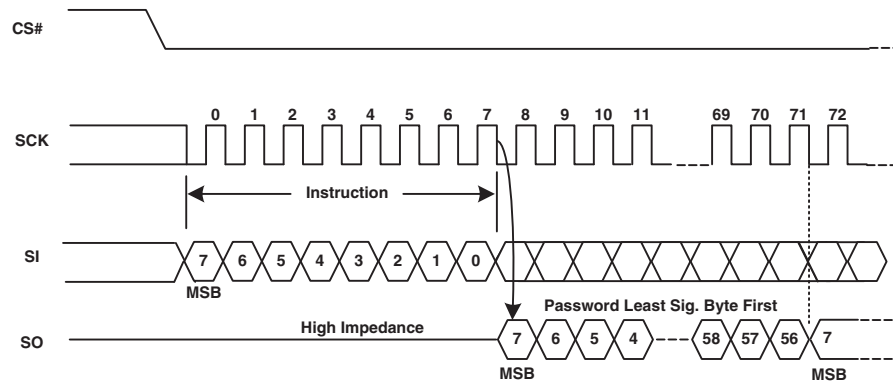 CS#
0 1 2 3 4 5 6 7 8 9 10 11 69 70 71 72
SCK
Instruction
SI
7 6 5 4 3 2 1 0
MSB
Password Least Sig. Byte First
High Impedance
SO
7 6 5 4 58 57 56 7
MSB MSB